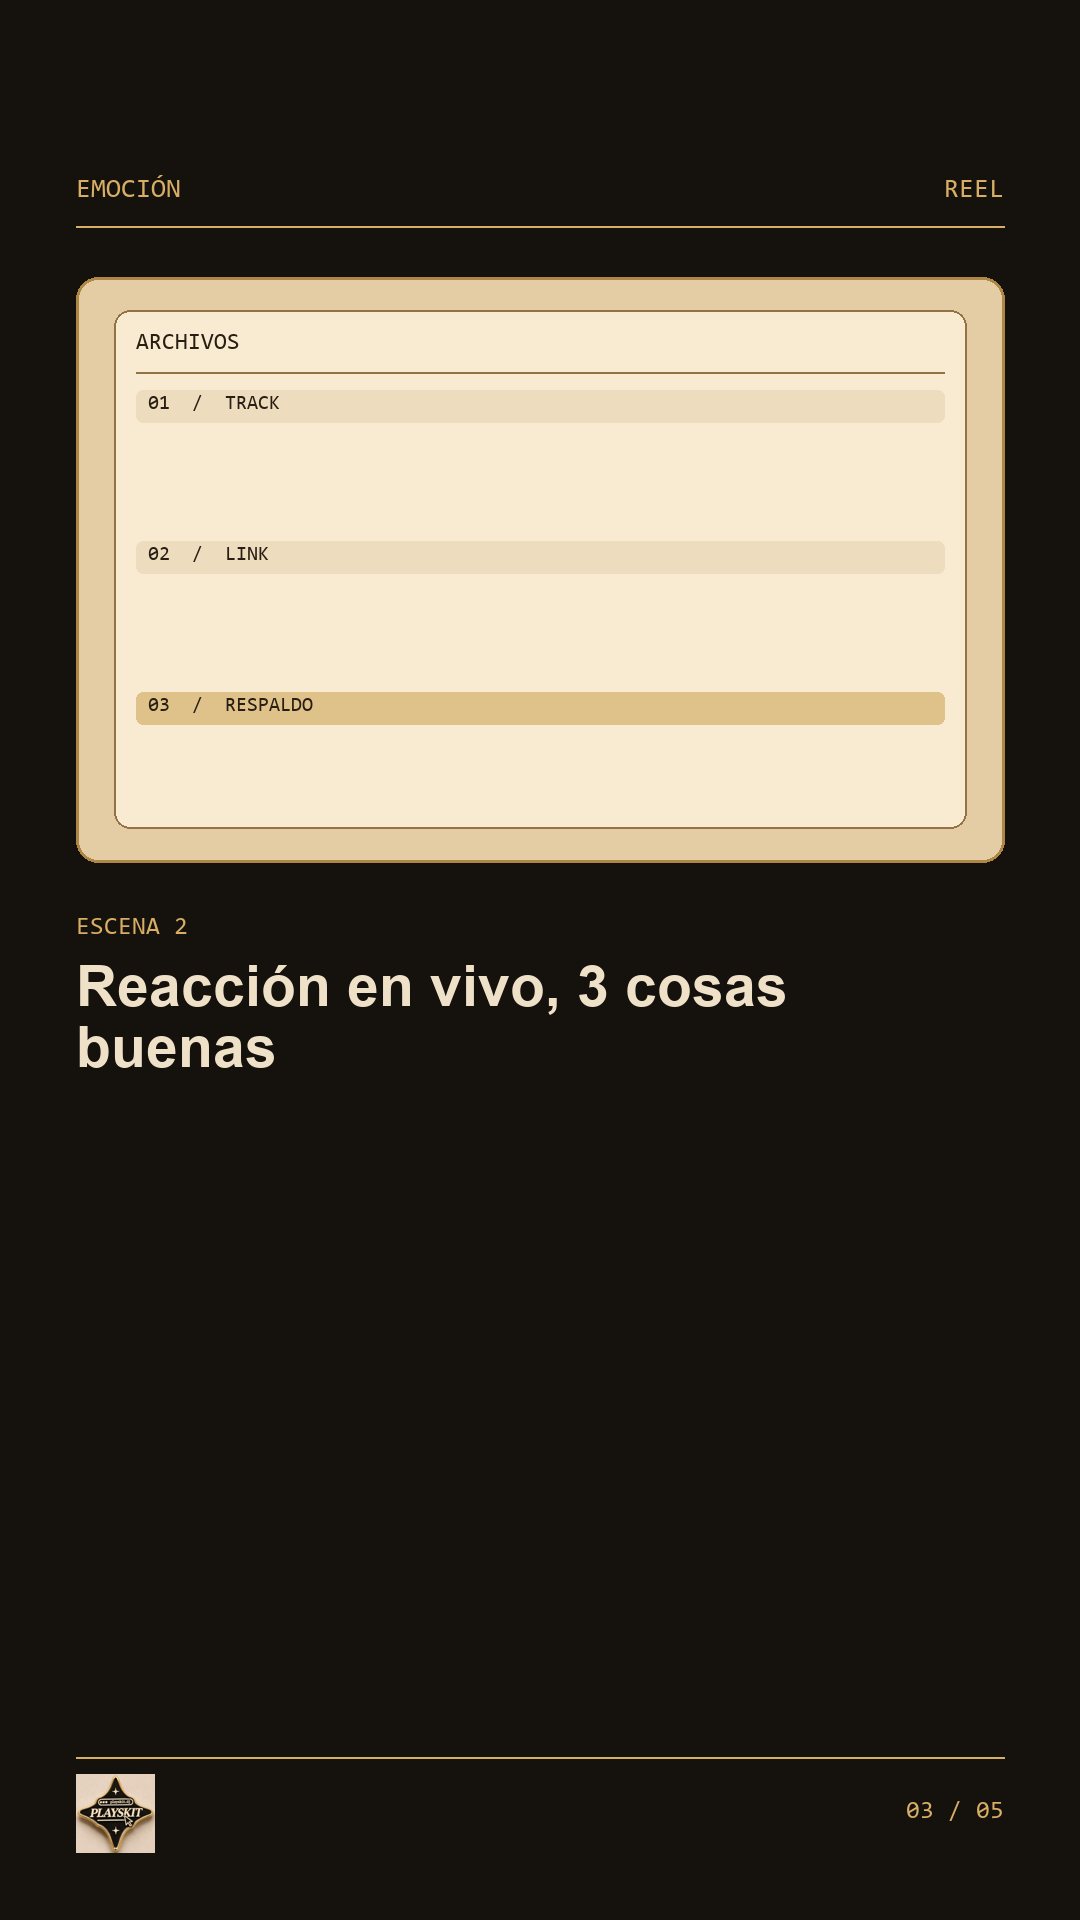 EMOCIÓN
REEL
ARCHIVOS
01 / TRACK
02 / LINK
03 / RESPALDO
ESCENA 2
Reacción en vivo, 3 cosas
buenas
PLAYSKIT
03 / 05